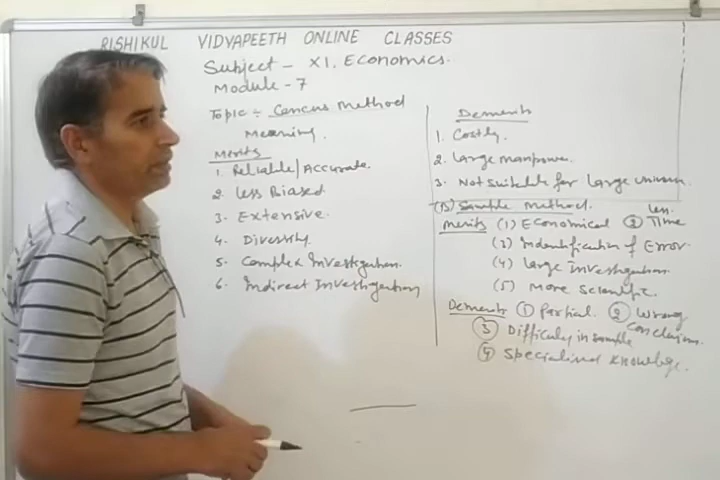 RISHIKUL VIDYAPEETH ONLINE CLASSES
Subject - XI. Economics.
Module - 7
Topic :- Cencus method
Meaning.
Merits
1. Reliable/Accurate.
2. Less Biased
3. Extensive.
4. Diversity.
5. Complex Investigation.
6. Indirect Investigation
Demerits
1. Costly.
2. Large manpower.
3. Not suitable for large universe.
(B) Sample method.
Merits (1) Economical (2) less Time
(3) Indentification of Error.
(4) Large Investigation.
(5) More Scientific.
Demerits (1) Partial. (2) Wrong Conclusion.
(3) Difficulty in sample
(4) Specialised Knowledge.